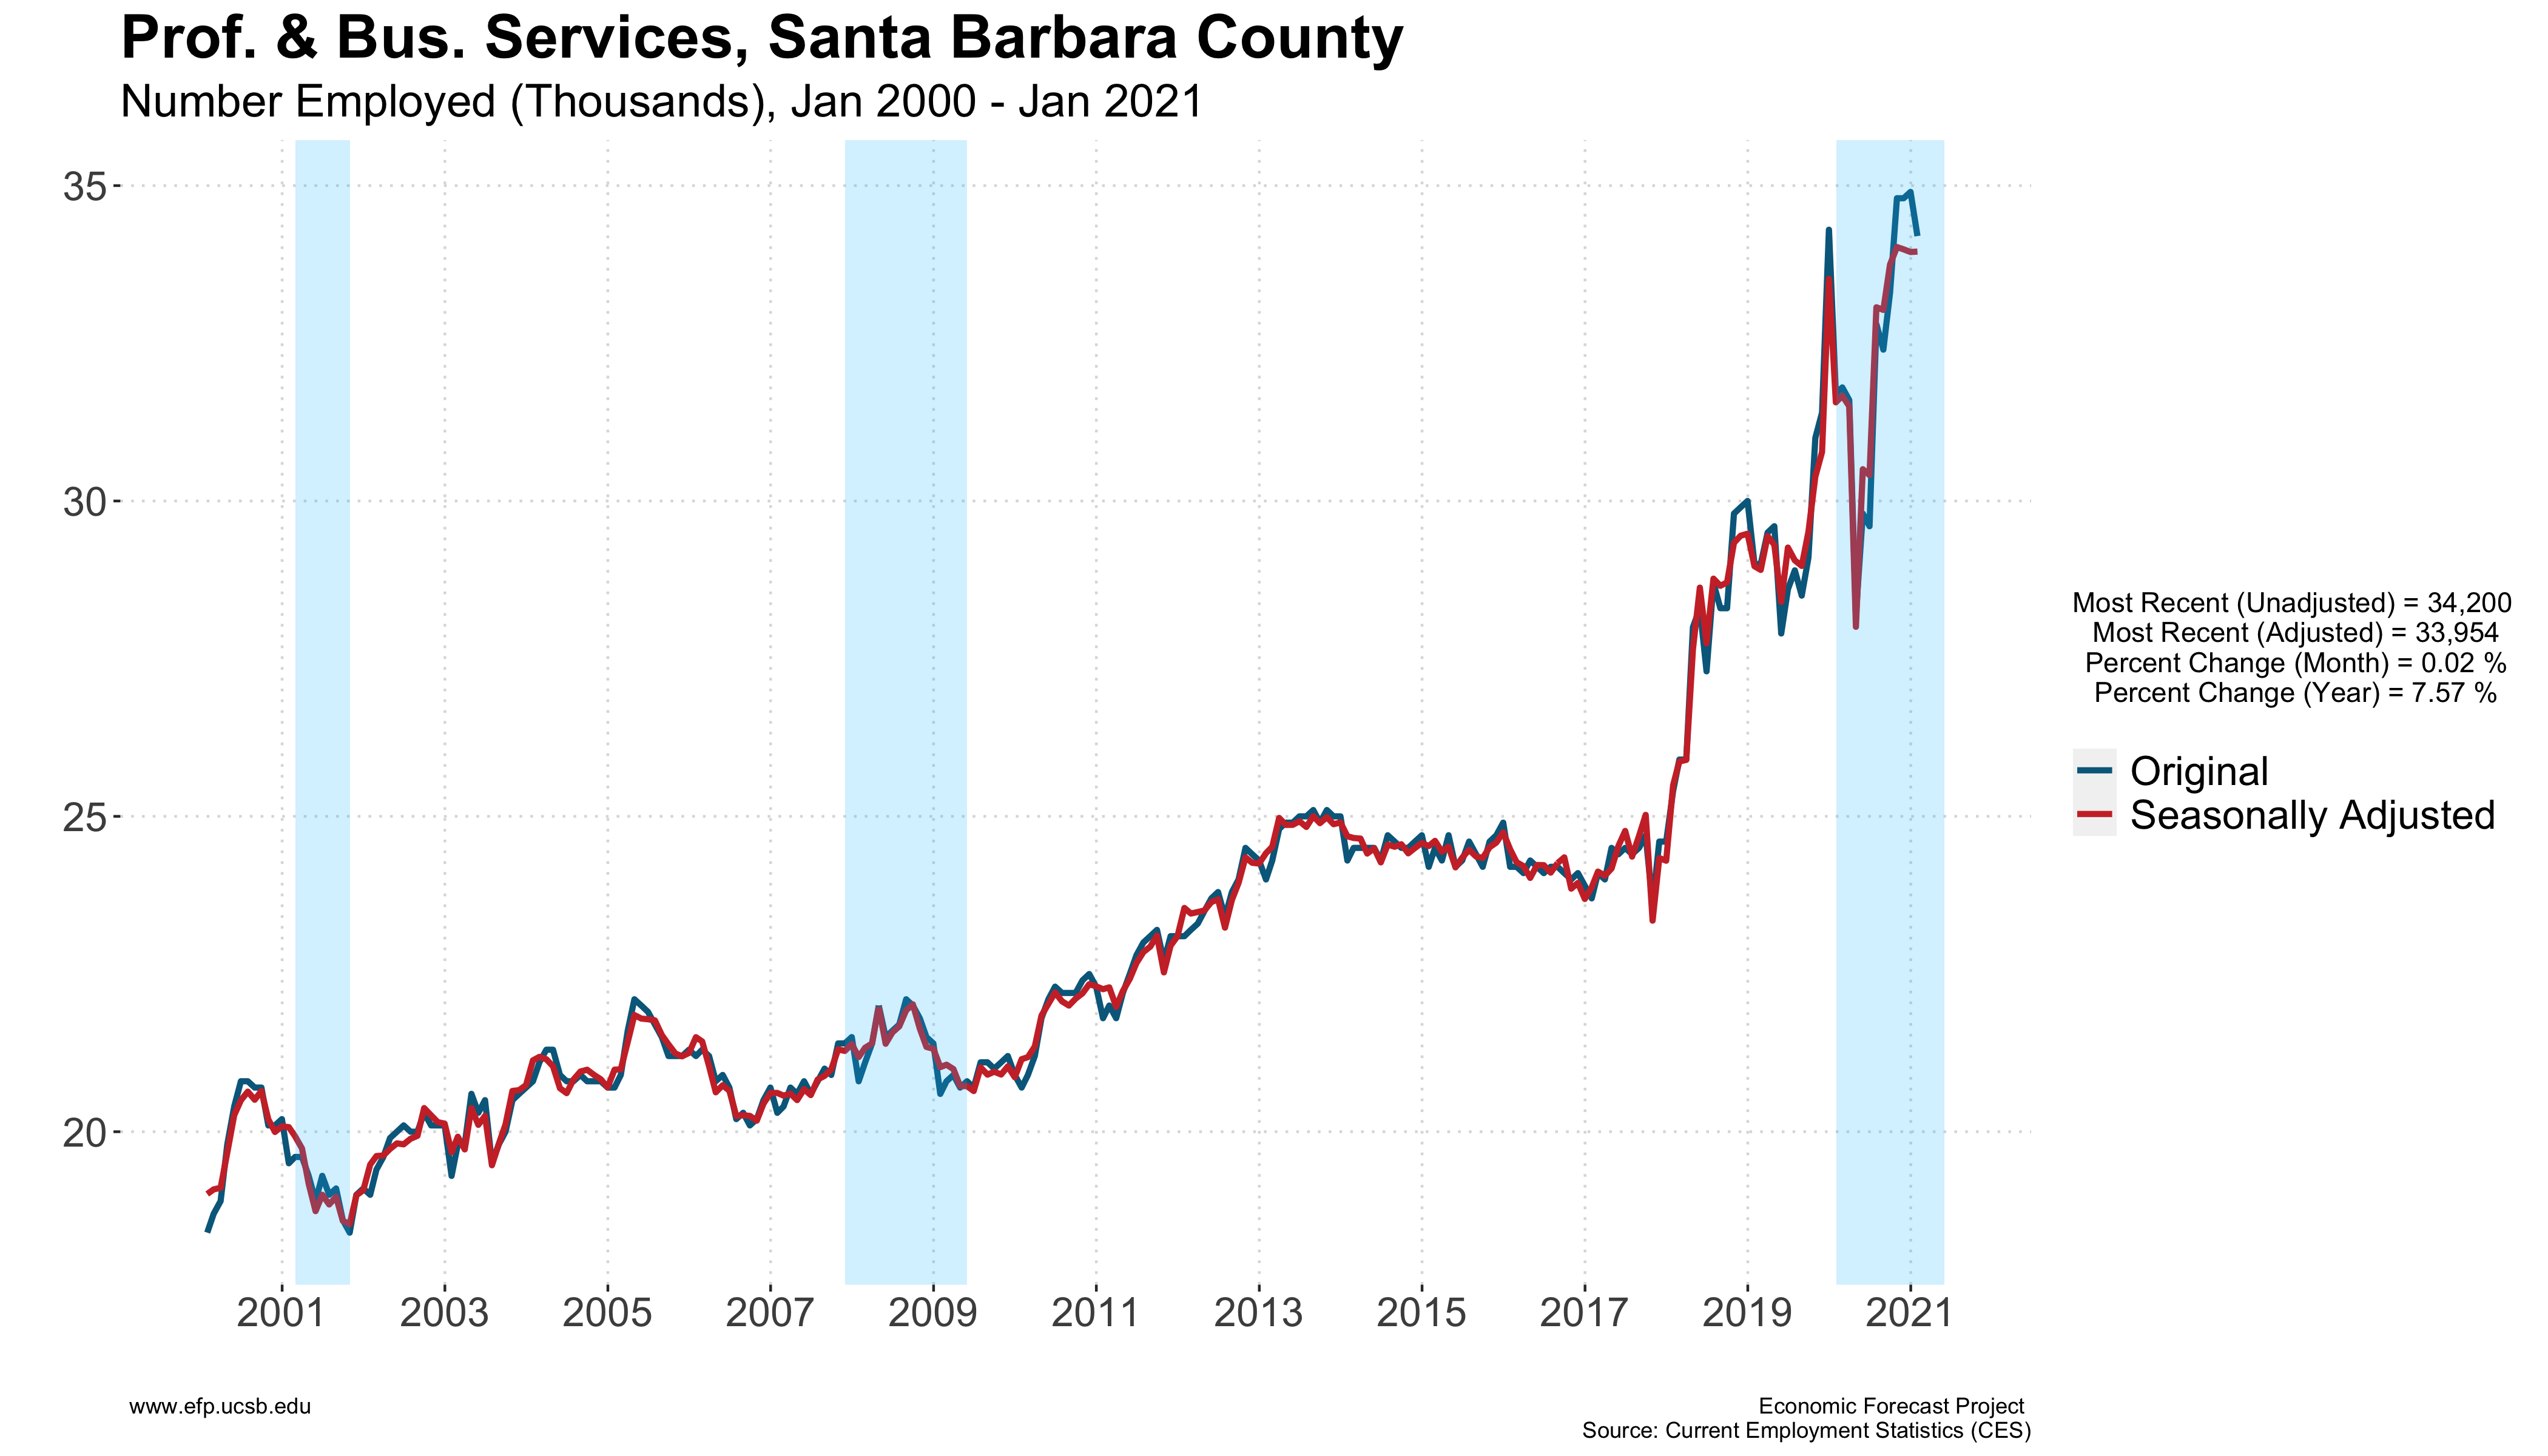 Prof. & Bus. Services, Santa Barbara County
Number Employed (Thousands), Jan 2000 - Jan 2021
35
30
25
20
2001 2003 2005 2007 2009 2011 2013 2015 2017 2019 2021
Most Recent (Unadjusted) = 34,200
Most Recent (Adjusted) = 33,954
Percent Change (Month) = 0.02 %
Percent Change (Year) = 7.57 %
Original
Seasonally Adjusted
www.efp.ucsb.edu
Economic Forecast Project
Source: Current Employment Statistics (CES)